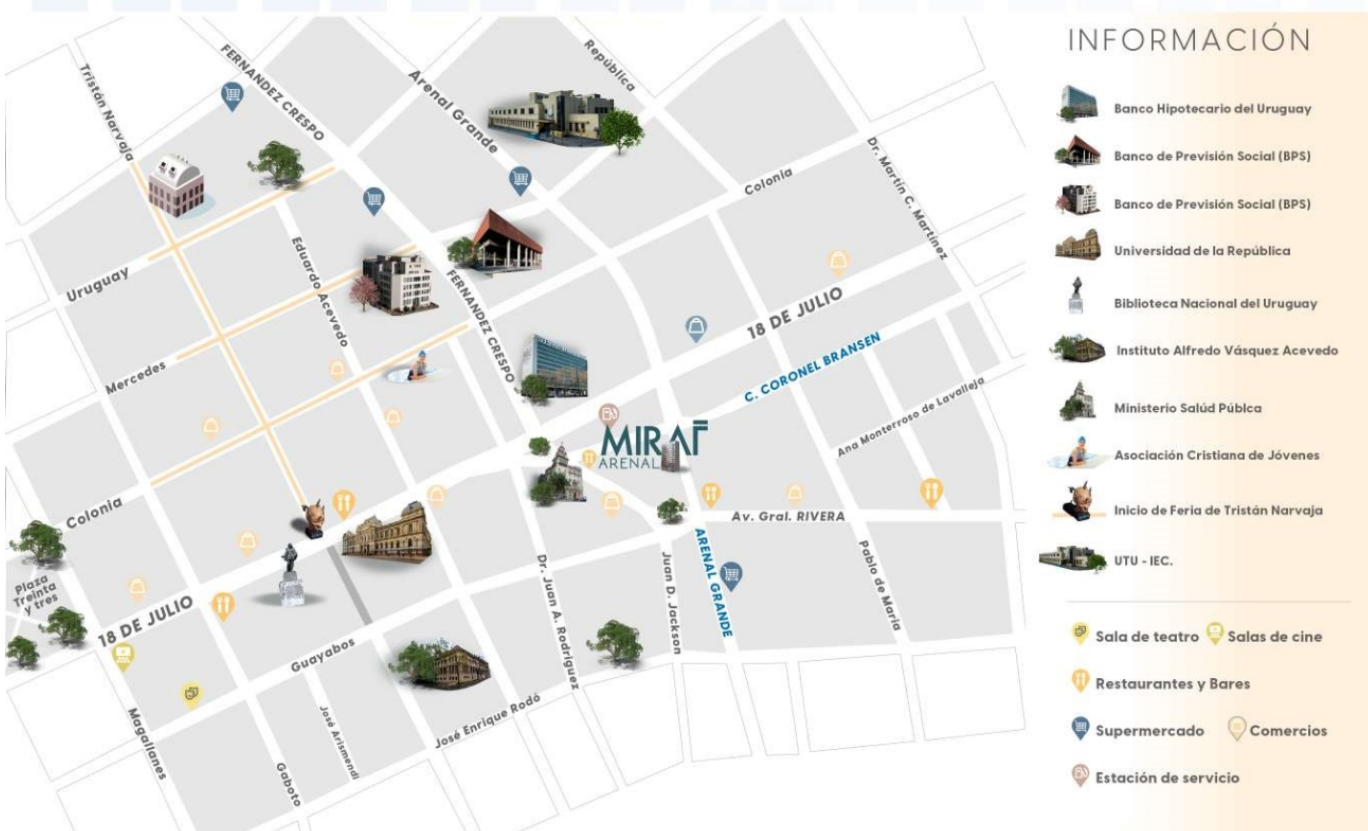 INFORMACIÓN
Banco Hipotecario del Uruguay
Banco de Previsión Social (BPS)
Banco de Previsión Social (BPS)
Universidad de la República
Biblioteca Nacional del Uruguay
Instituto Alfredo Vásquez Acevedo
Ministerio Salúd Públca
Asociación Cristiana de Jóvenes
Inicio de Feria de Tristán Narvaja
UTU - IEC.
Sala de teatro
Salas de cine
Restaurantes y Bares
Supermercado
Comercios
Estación de servicio
Tristán Narvaja
FERNANDEZ CRESPO
Arenal Grande
República
Dr. Martín C. Martínez
Colonia
Uruguay
Eduardo Acevedo
FERNANDEZ CRESPO
18 DE JULIO
C. CORONEL BRANSEN
Mercedes
Ana Monterroso de Lavalleja
MIRAT
ARENAL
Colonia
Av. Gral. RIVERA
ARENAL GRANDE
Juan D. Jackson
Pablo de María
Dr. Juan A. Rodriguez
Plaza
Treinta
y tres
18 DE JULIO
Guayabos
Magallanes
Gaboto
José Arismendi
José Enrique Rodó